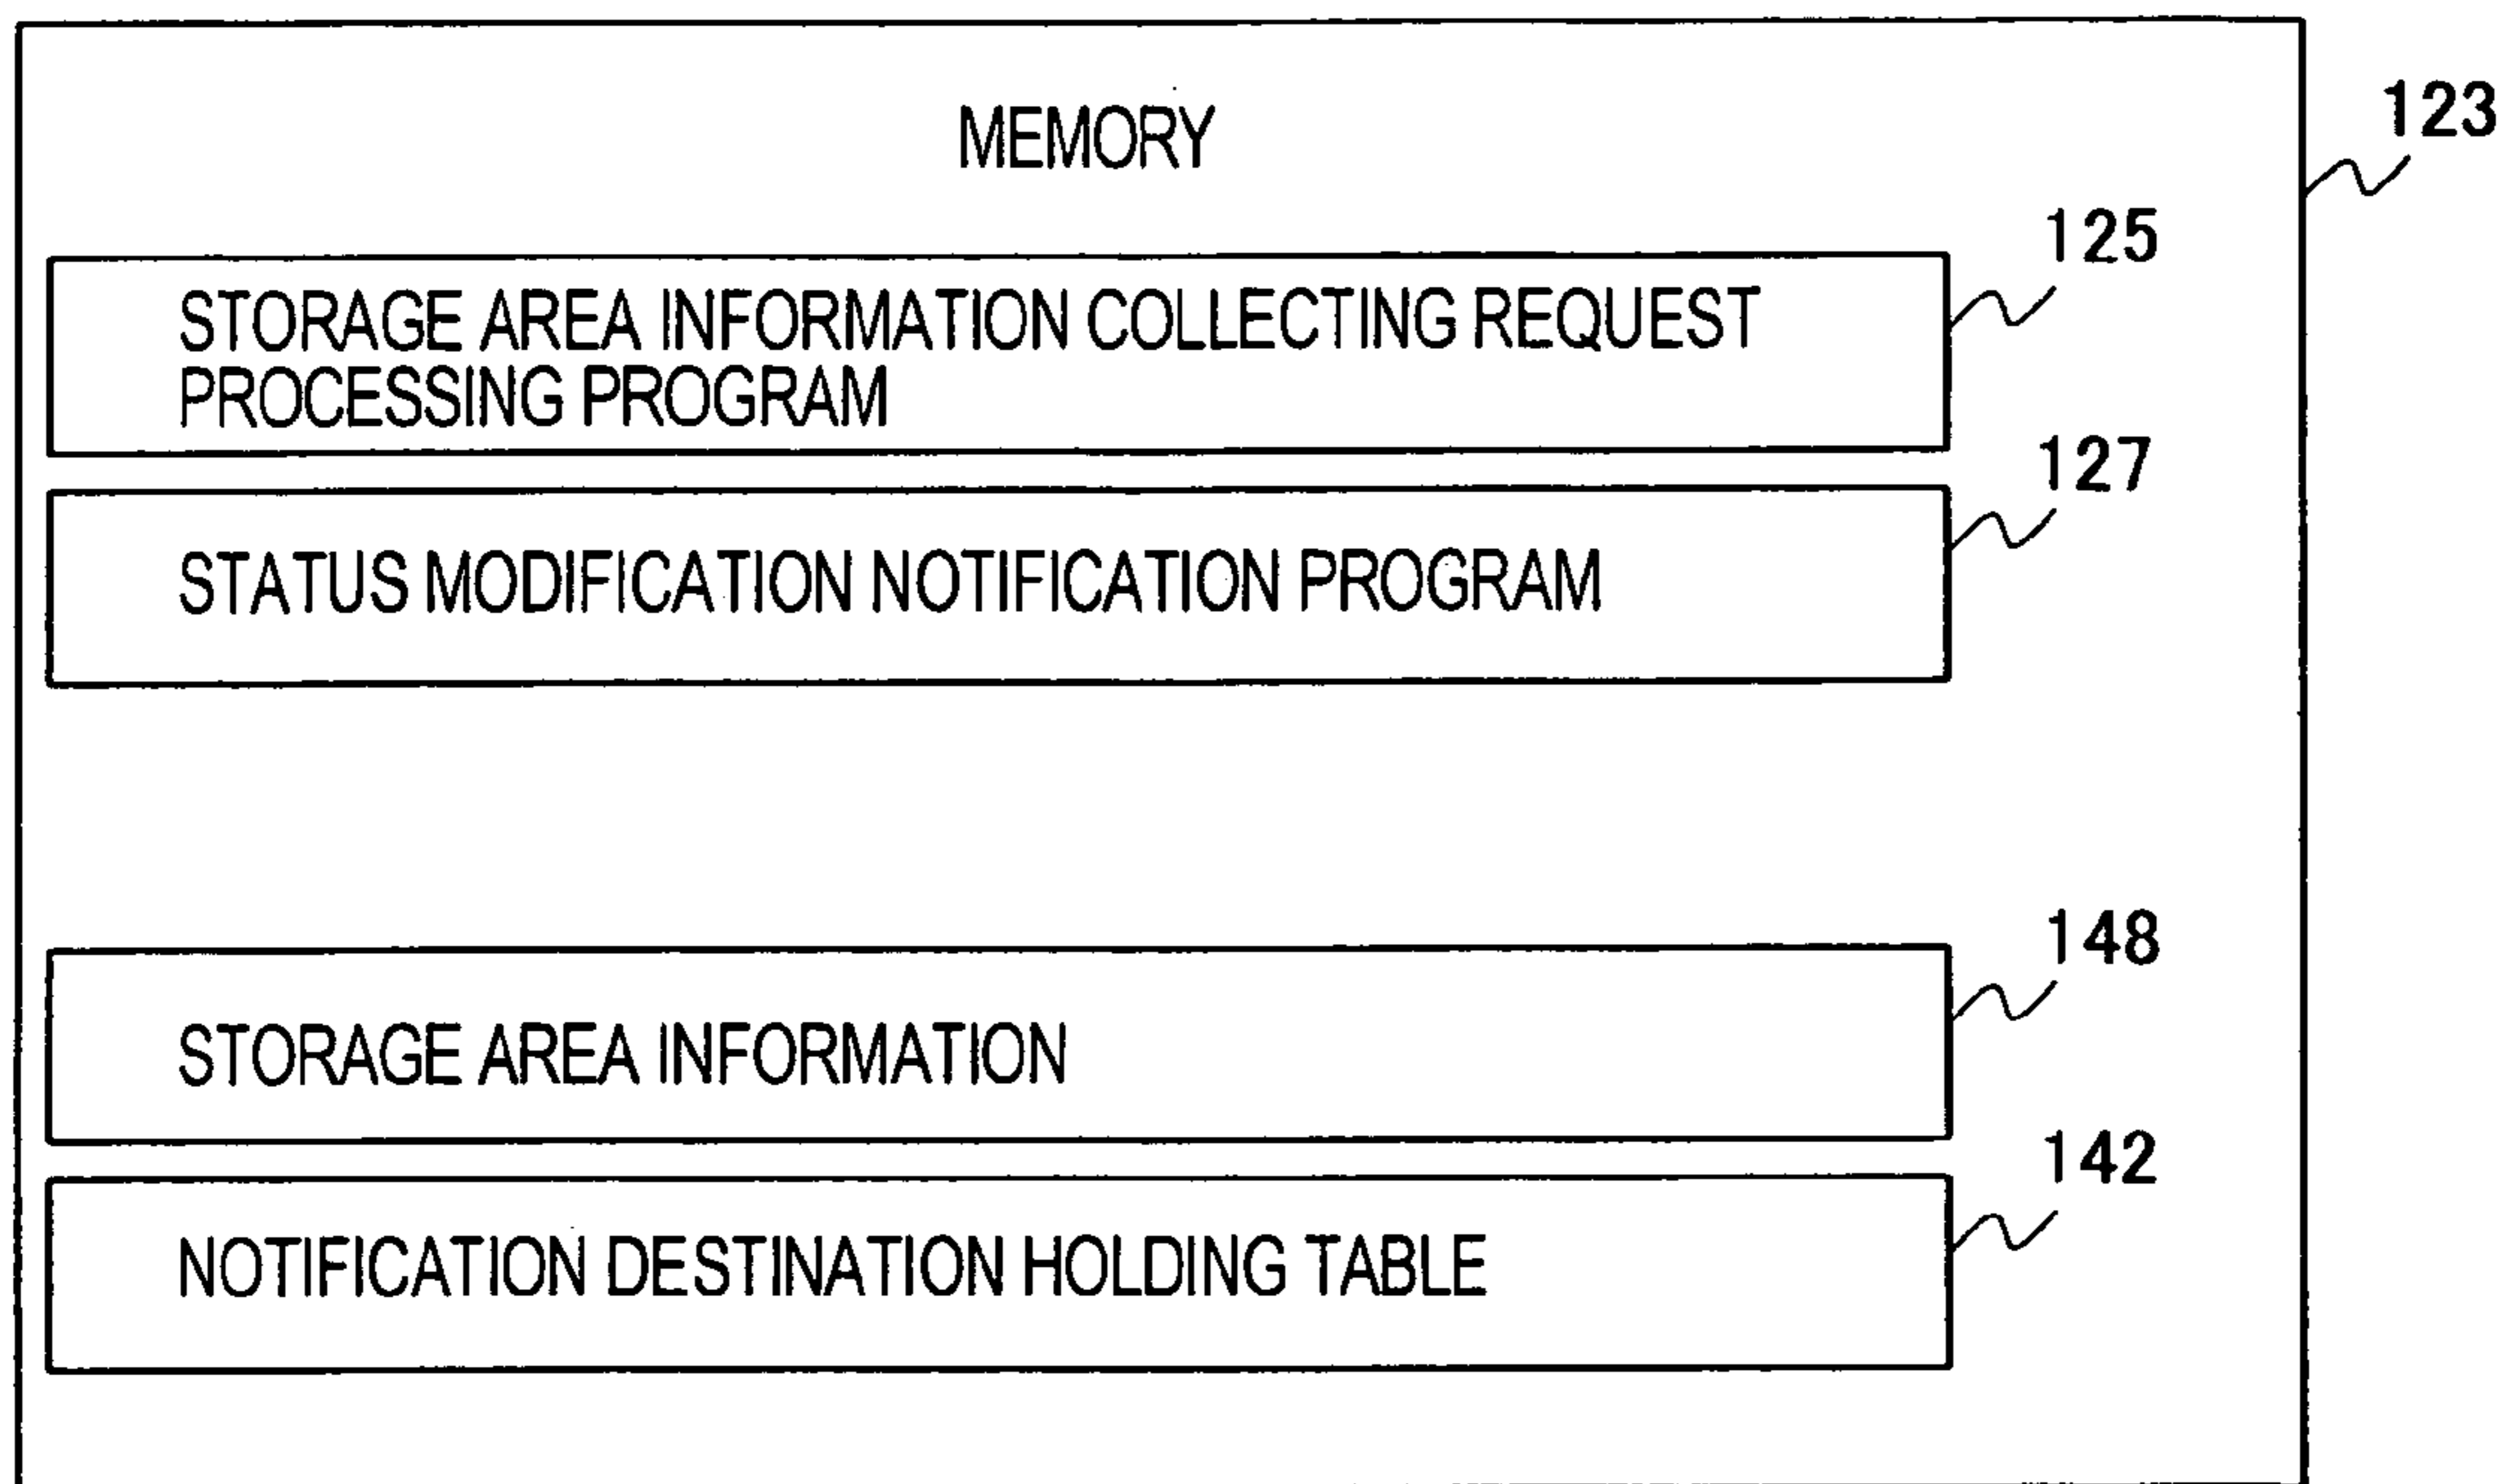 MEMORY
123
125
STORAGE AREA INFORMATION COLLECTING REQUEST
PROCESSING PROGRAM
127
STATUS MODIFICATION NOTIFICATION PROGRAM
148
STORAGE AREA INFORMATION
142
NOTIFICATION DESTINATION HOLDING TABLE